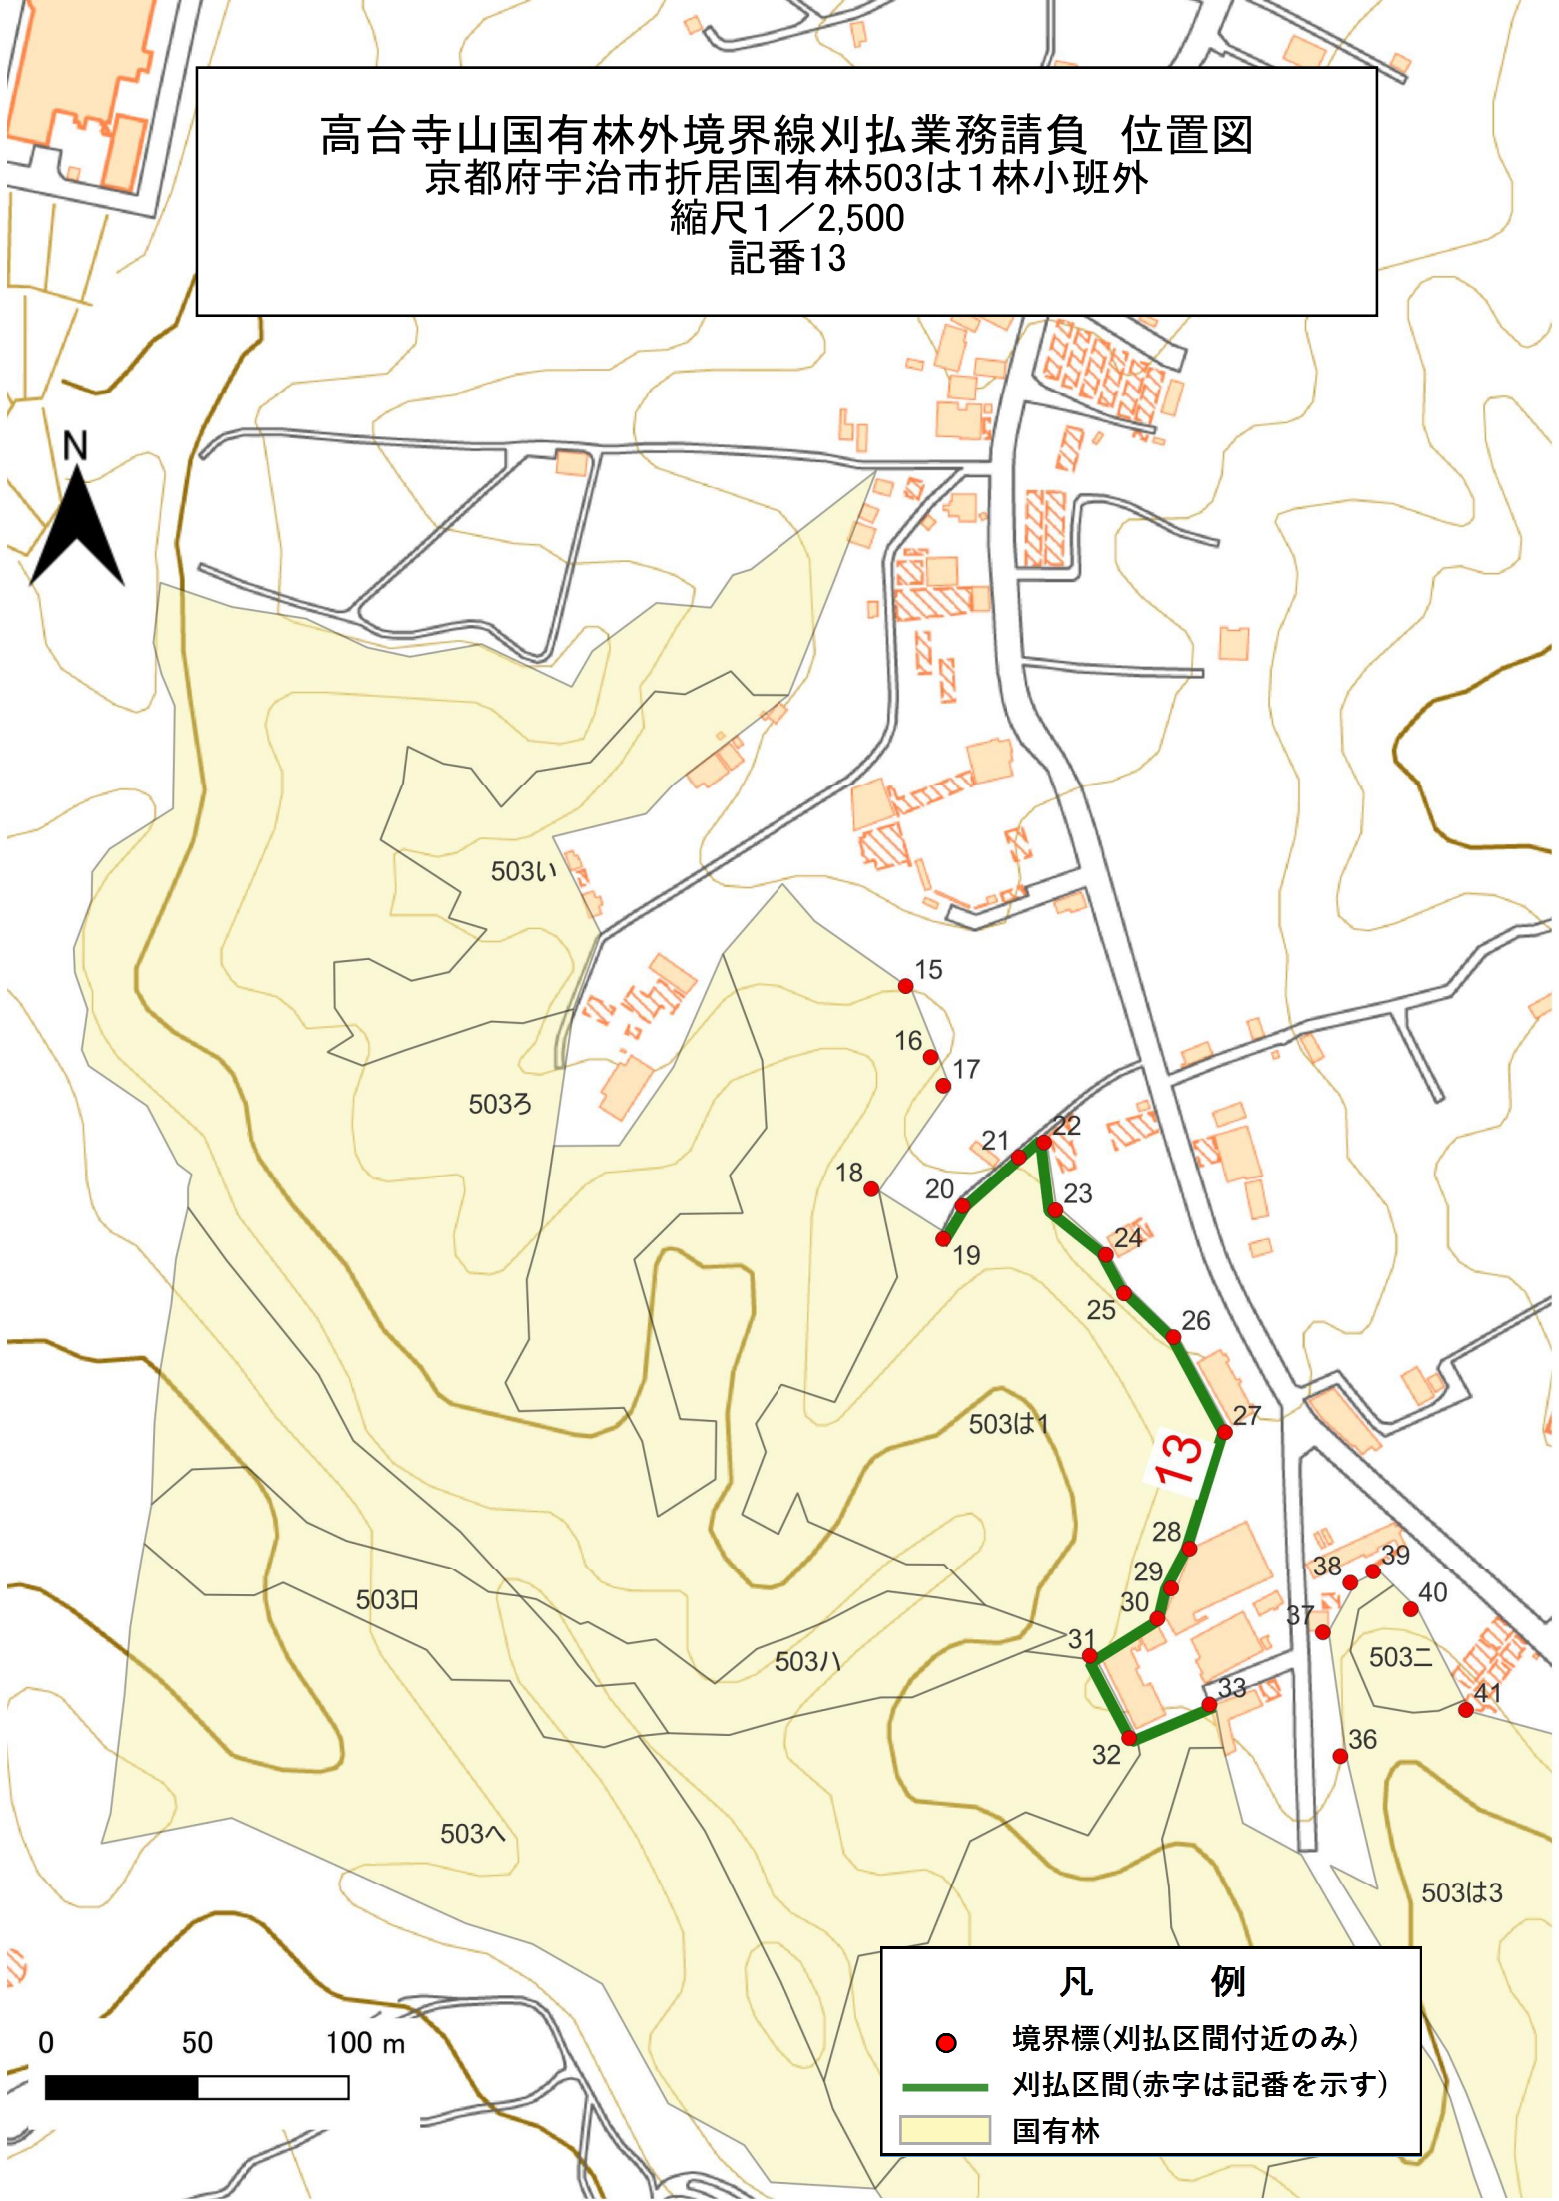 高台寺山国有林外境界線刈払業務請負　位置図
京都府宇治市折居国有林503は1林小班外
縮尺1／2,500
記番13
N
503い
15
16
17
503ろ
22
21
18
20
23
19
24
25
26
27
503は1
13
28
39
38
29
40
503ロ
30
37
31
503ハ
503ニ
33
41
32
36
503ヘ
503は3
凡　例
境界標(刈払区間付近のみ)
刈払区間(赤字は記番を示す)
国有林
0 50 100 m